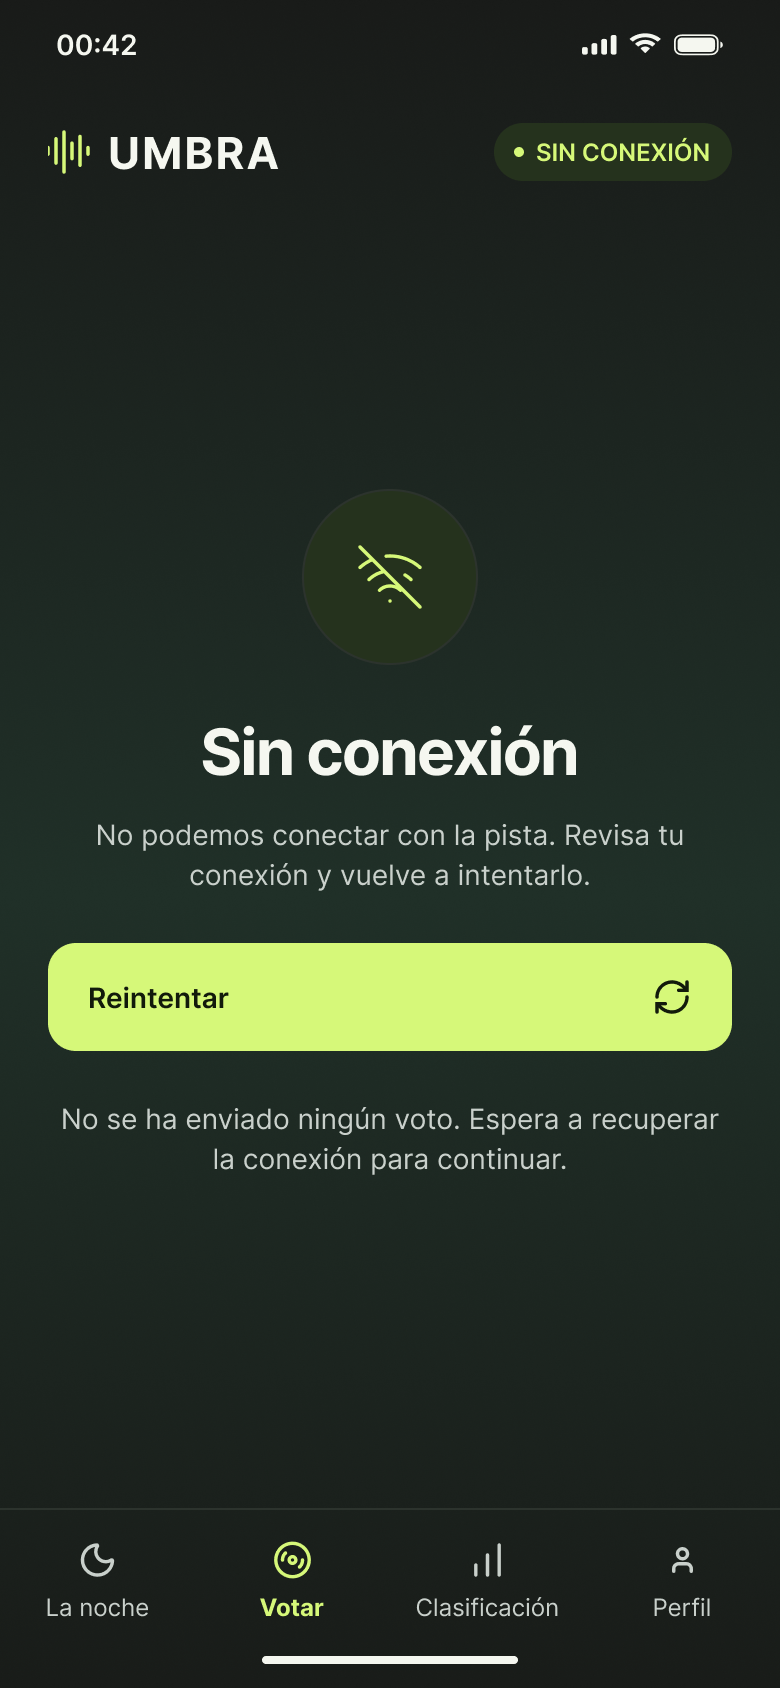 00:42
UMBRA
SIN CONEXIÓN
Sin conexión
No podemos conectar con la pista. Revisa tu
conexión y vuelve a intentarlo.
Reintentar
No se ha enviado ningún voto. Espera a recuperar
la conexión para continuar.
La noche
Votar
Clasificación
Perfil